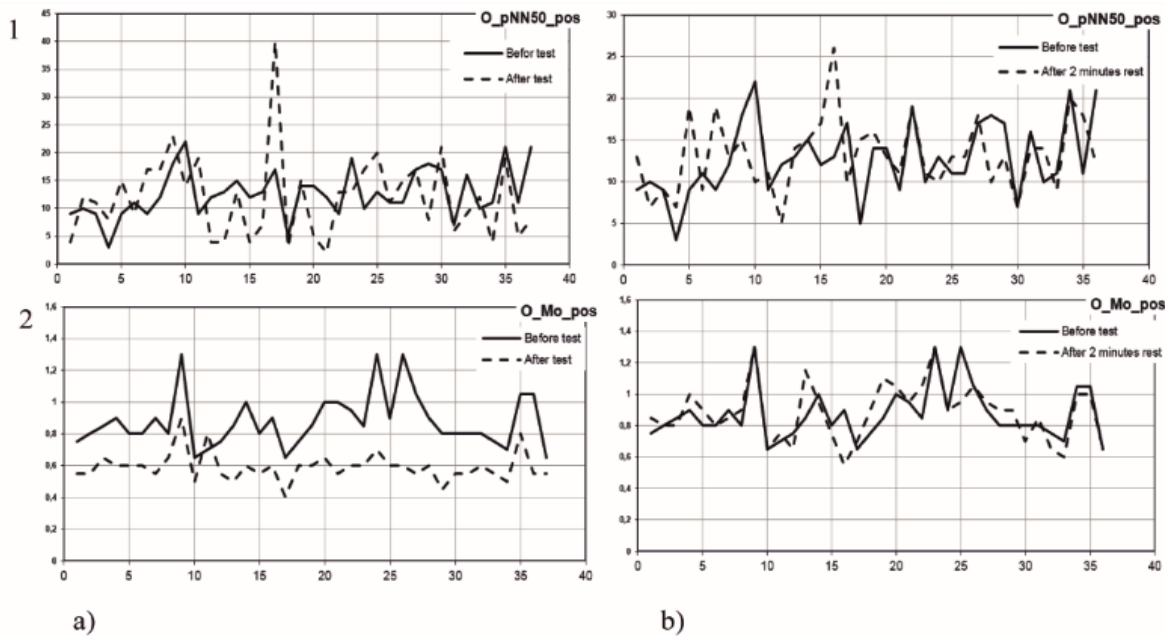 1
O_pNN50_pos
45
40
35
30
25
20
15
10
5
0
Befor test
After test
0 5 10 15 20 25 30 35 40
O_pNN50_pos
30
25
20
15
10
5
0
Before test
After 2 minutes rest
0 5 10 15 20 25 30 35 40
2
O_Mo_pos
1,6
1,4
1,2
1
0,8
0,6
0,4
0,2
0
Before test
After test
0 5 10 15 20 25 30 35 40
O_Mo_pos
1,6
1,4
1,2
1
0,8
0,6
0,4
0,2
0
Before test
After 2 minutes rest
0 5 10 15 20 25 30 35 40
a) b)